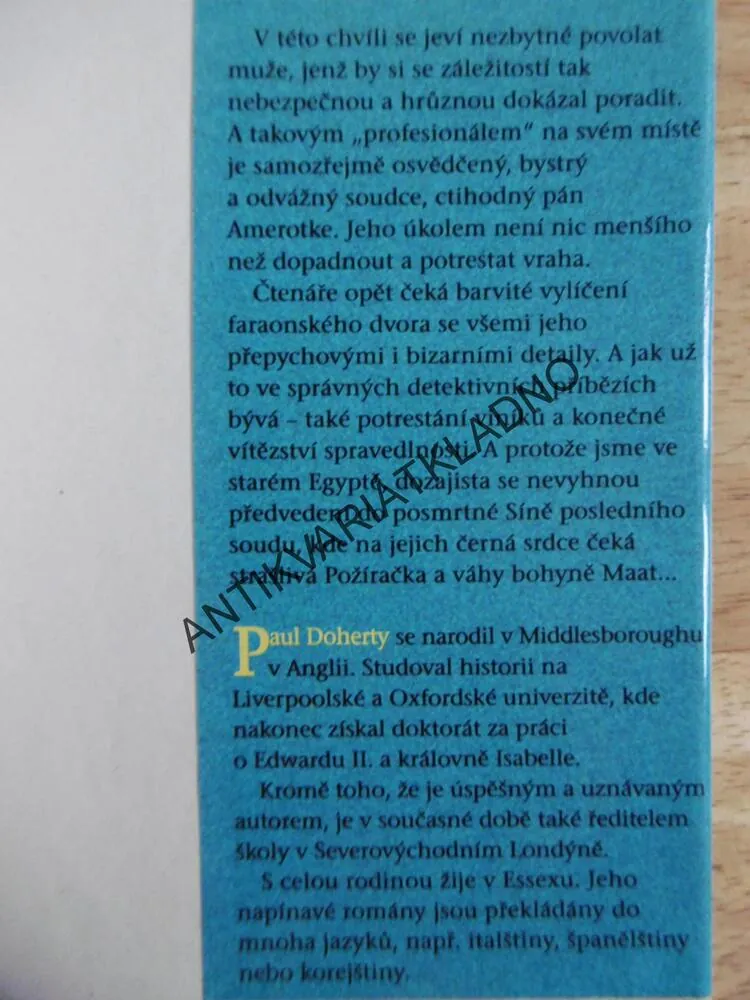 V této chvíli se jeví nezbytné povolat
muže, jenž by si se záležitostí tak
nebezpečnou a hrůznou dokázal poradit.
A takovým „profesionálem“ na svém místě
je samozřejmě osvědčený, bystrý
a odvážný soudce, ctihodný pán
Amerotke. Jeho úkolem není nic menšího
než dopadnout a potrestat vraha.
Čtenáře opět čeká barvité vylíčení
faraonského dvora se všemi jeho
přepychovými i bizarními detaily. A jak už
to ve správných detektivních příbězích
bývá – také potrestání viníků a konečné
vítězství spravedlnosti. A protože jsme ve
starém Egyptě, dozajista se nevyhnou
předvedení do posmrtné Síně posledního
soudu, kde na jejich černá srdce čeká
strašlivá Požíračka a váhy bohyně Maat...
ANTIKVARIATKLADNO
Paul Doherty se narodil v Middlesboroughu
v Anglii. Studoval historii na
Liverpoolské a Oxfordské univerzitě, kde
nakonec získal doktorát za práci
o Edwardu II. a královně Isabelle.
Kromě toho, že je úspěšným a uznávaným
autorem, je v současné době také ředitelem
školy v Severovýchodním Londýně.
S celou rodinou žije v Essexu. Jeho
napínavé romány jsou překládány do
mnoha jazyků, např. italštiny, španělštiny
nebo korejštiny.